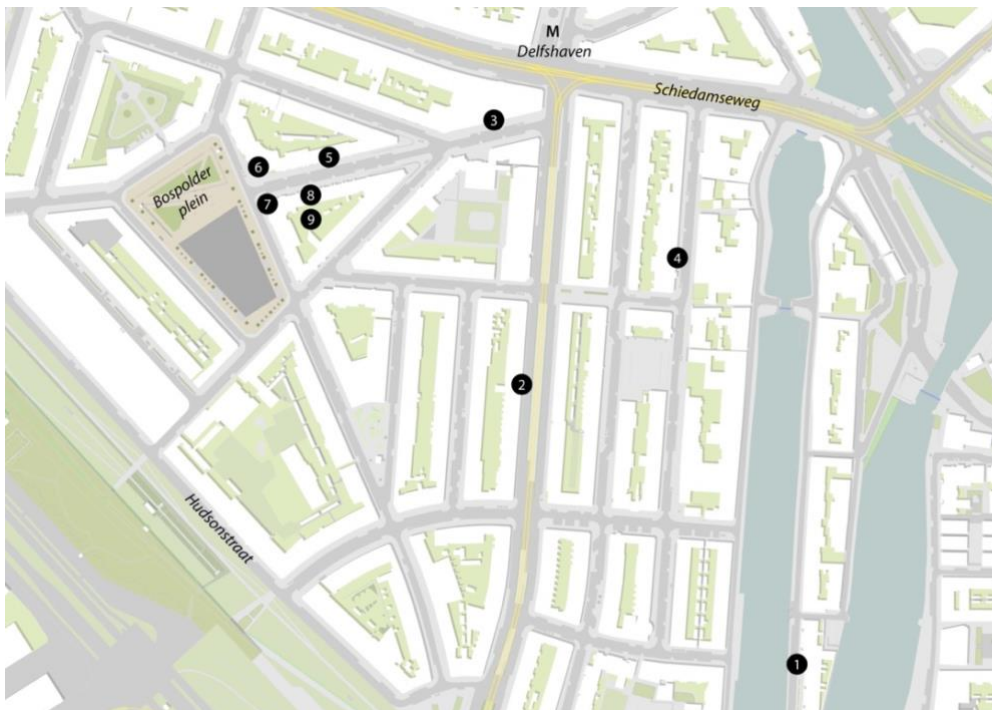 M
Delfshaven
Schiedamseweg
3
5
6
Bospolder
plein
8
7
9
4
2
Hudsonstraat
1